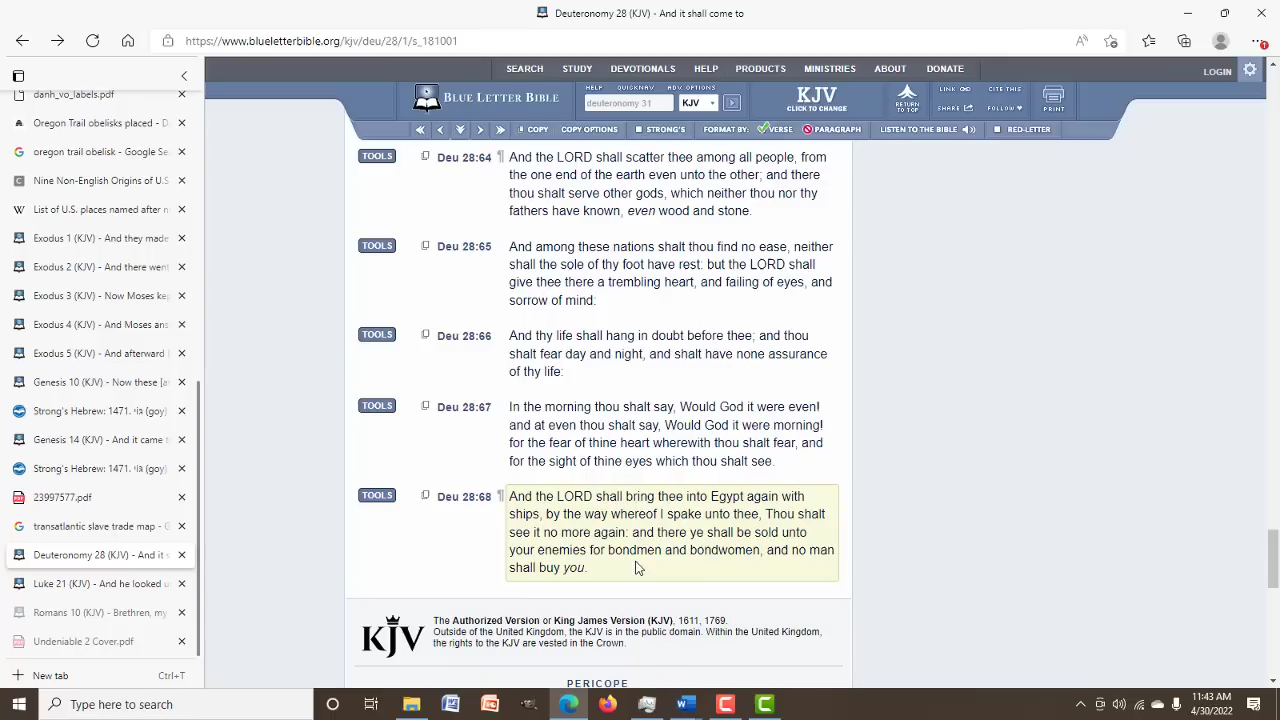 Deuteronomy 28 (KJV) - And it shall come to
https://www.blueletterbible.org/kjv/deu/28/1/s_181001
SEARCH STUDY DEVOTIONALS HELP PRODUCTS MINISTRIES ABOUT DONATE
LOGIN
HELP QUICKNAV ADV. OPTIONS
BLUE LETTER BIBLE
deuteronomy 31 KJV
KJV
CLICK TO CHANGE
RETURN
TO TOP
LINK CITE THIS
SHARE FOLLOW
PRINT
COPY COPY OPTIONS STRONG'S FORMAT BY: VERSE PARAGRAPH LISTEN TO THE BIBLE RED-LETTER
danh_vo_labels.pdf
Oregon Trail obelisks placed - D
oregon trail obelisk - Google Se
Nine Non-English Origins of U.S
List of U.S. places named after n
Exodus 1 (KJV) - And they made
Exodus 2 (KJV) - And there went
Exodus 3 (KJV) - Now Moses kep
Exodus 4 (KJV) - And Moses ans
Exodus 5 (KJV) - And afterward
Genesis 10 (KJV) - Now these [a
Strong's Hebrew: 1471. גּוֹי (goy)
Genesis 14 (KJV) - And it came t
Strong's Hebrew: 1471. גּוֹי (goy)
23997577.pdf
transatlantic slave trade map - G
Deuteronomy 28 (KJV) - And it s
Luke 21 (KJV) - And he looked u
Romans 10 (KJV) - Brethren, my
Undeniable 2 Cover.pdf
New tab Ctrl+T
TOOLS Deu 28:64 ¶ And the LORD shall scatter thee among all people, from
the one end of the earth even unto the other; and there
thou shalt serve other gods, which neither thou nor thy
fathers have known, even wood and stone.
TOOLS Deu 28:65 And among these nations shalt thou find no ease, neither
shall the sole of thy foot have rest: but the LORD shall
give thee there a trembling heart, and failing of eyes, and
sorrow of mind:
TOOLS Deu 28:66 And thy life shall hang in doubt before thee; and thou
shalt fear day and night, and shalt have none assurance
of thy life:
TOOLS Deu 28:67 In the morning thou shalt say, Would God it were even!
and at even thou shalt say, Would God it were morning!
for the fear of thine heart wherewith thou shalt fear, and
for the sight of thine eyes which thou shalt see.
TOOLS Deu 28:68 ¶ And the LORD shall bring thee into Egypt again with
ships, by the way whereof I spake unto thee, Thou shalt
see it no more again: and there ye shall be sold unto
your enemies for bondmen and bondwomen, and no man
shall buy you.
KJV
The Authorized Version or King James Version (KJV), 1611, 1769.
Outside of the United Kingdom, the KJV is in the public domain. Within the United Kingdom,
the rights to the KJV are vested in the Crown.
PERICOPE
Type here to search
11:43 AM
4/30/2022